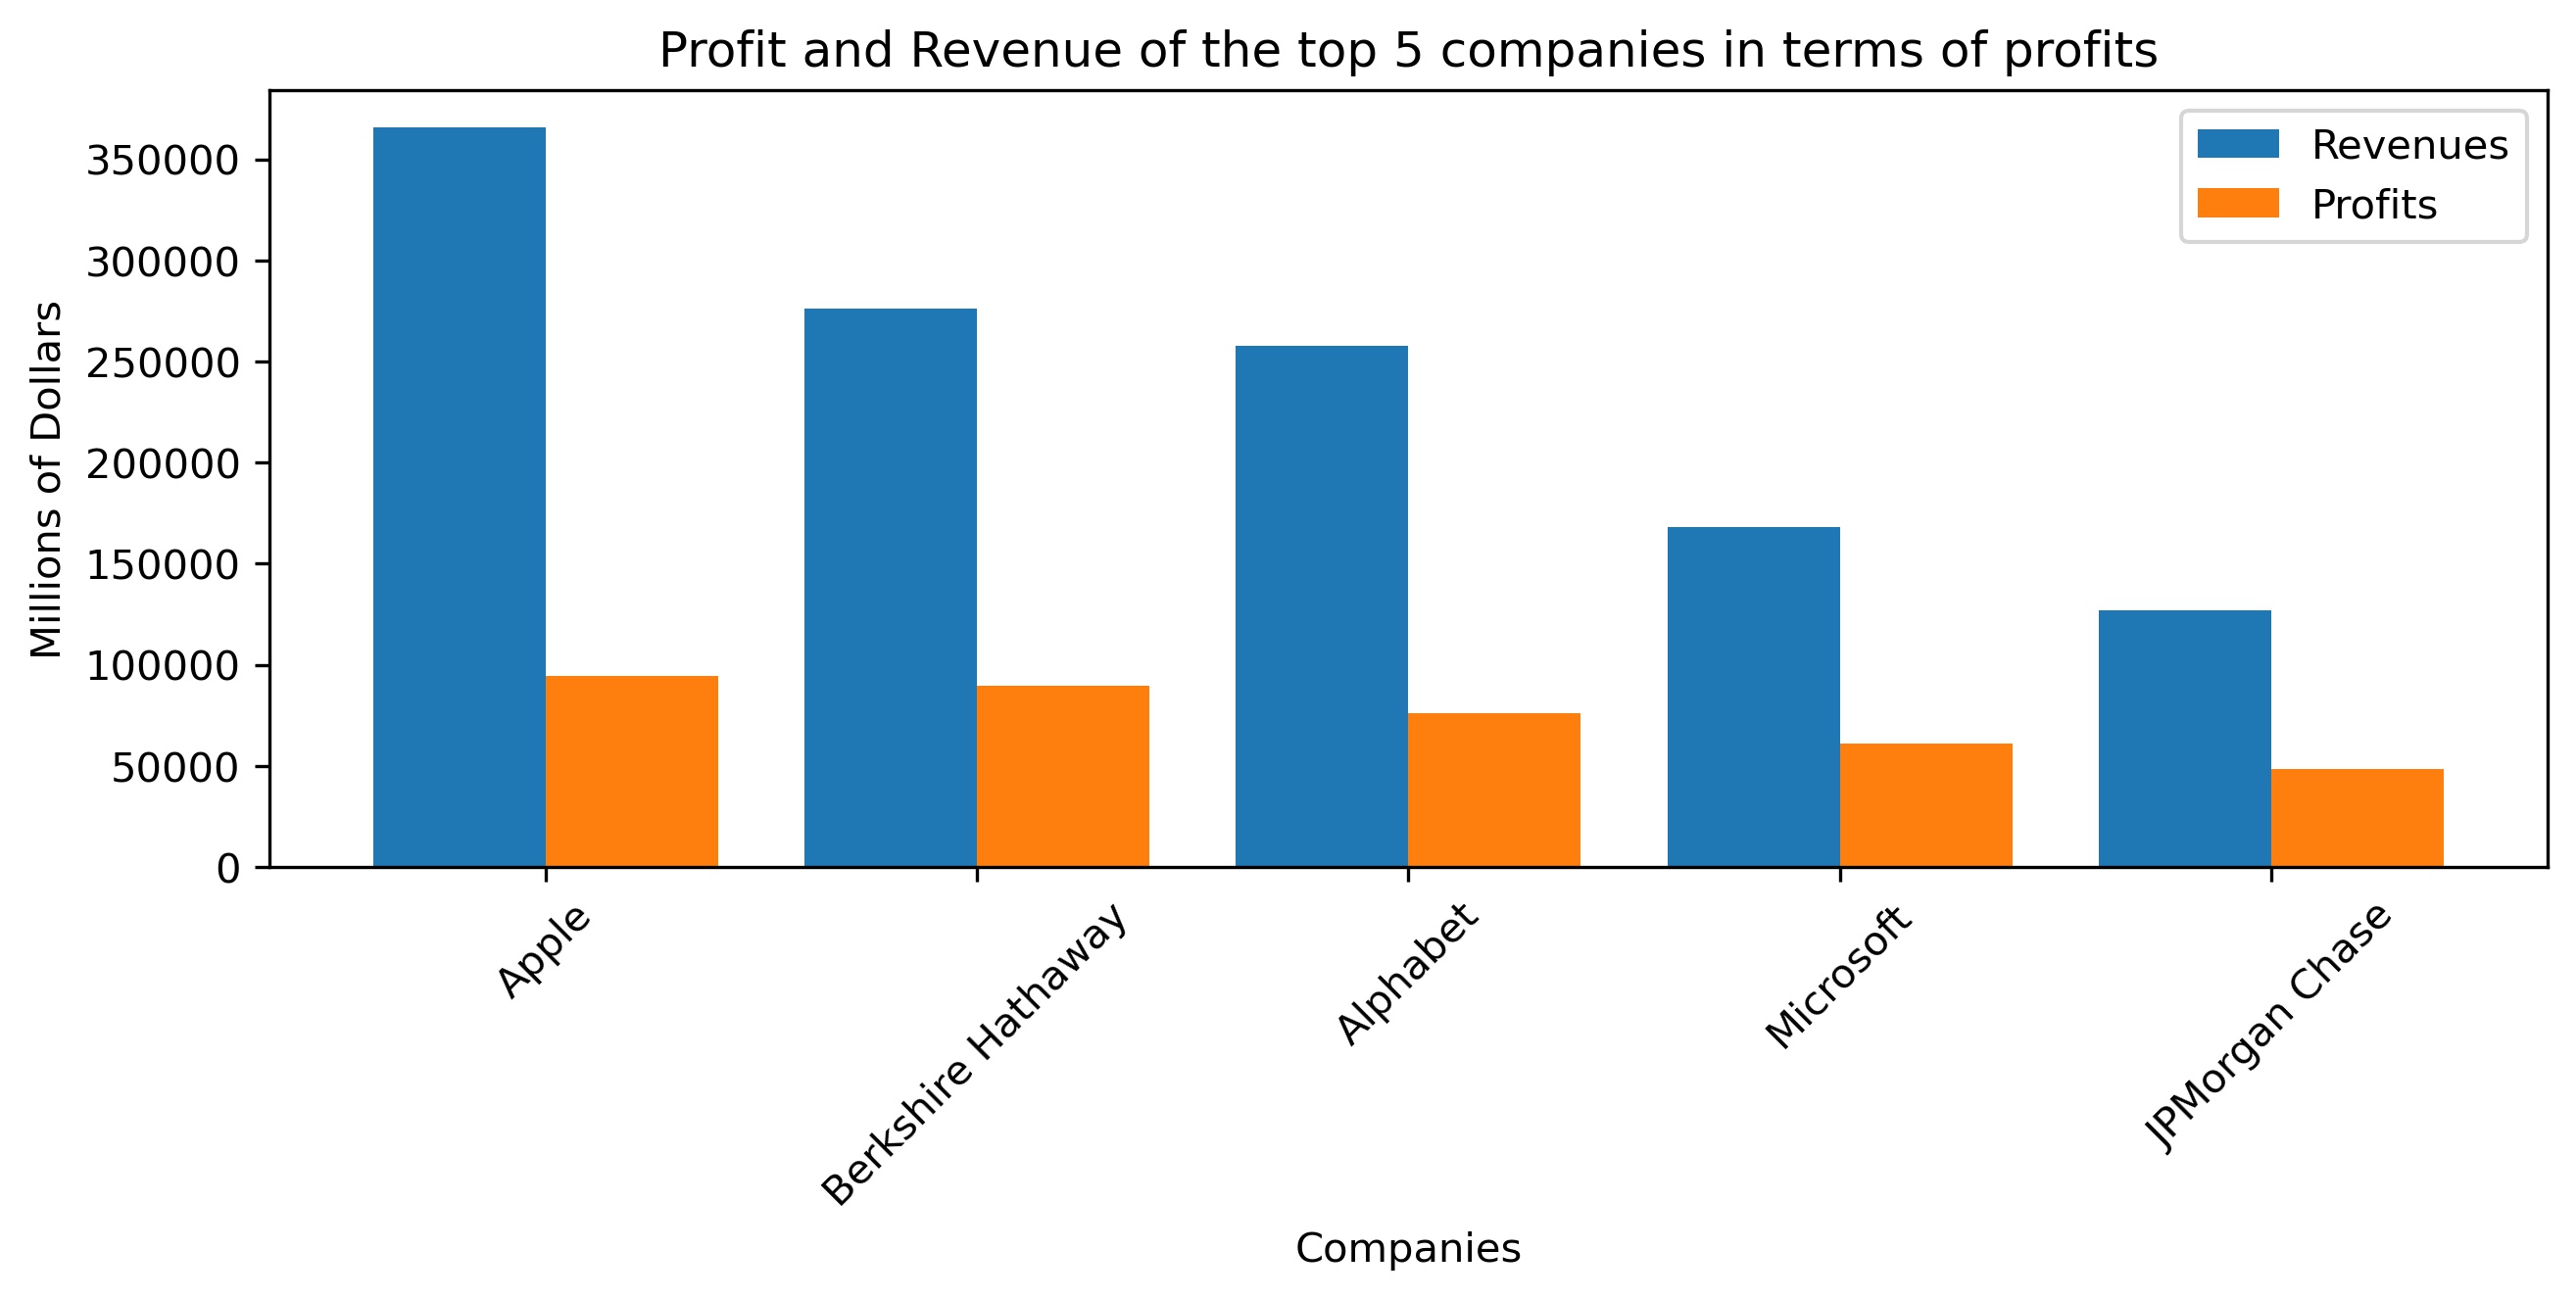 Profit and Revenue of the top 5 companies in terms of profits
Revenues
Profits
Millions of Dollars
350000
300000
250000
200000
150000
100000
50000
0
Apple
Berkshire Hathaway
Alphabet
Microsoft
JPMorgan Chase
Companies